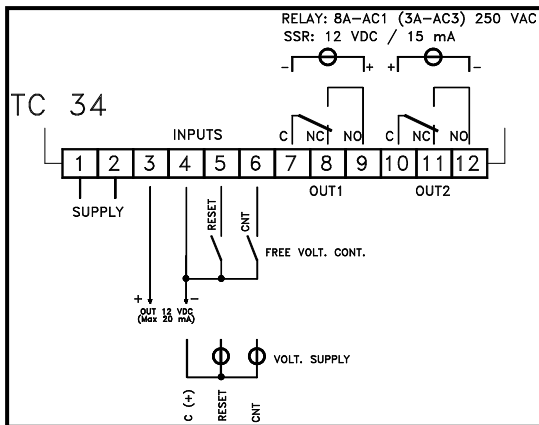 RELAY: 8A-AC1 (3A-AC3) 250 VAC
SSR: 12 VDC / 15 mA
- + + -
TC 34
INPUTS
C NC NO C NC NO
1 2 3 4 5 6 7 8 9 10 11 12
SUPPLY
OUT1 OUT2
RESET
CNT
FREE VOLT. CONT.
+ -
OUT 12 VDC
(Max 20 mA)
VOLT. SUPPLY
C (+)
RESET
CNT